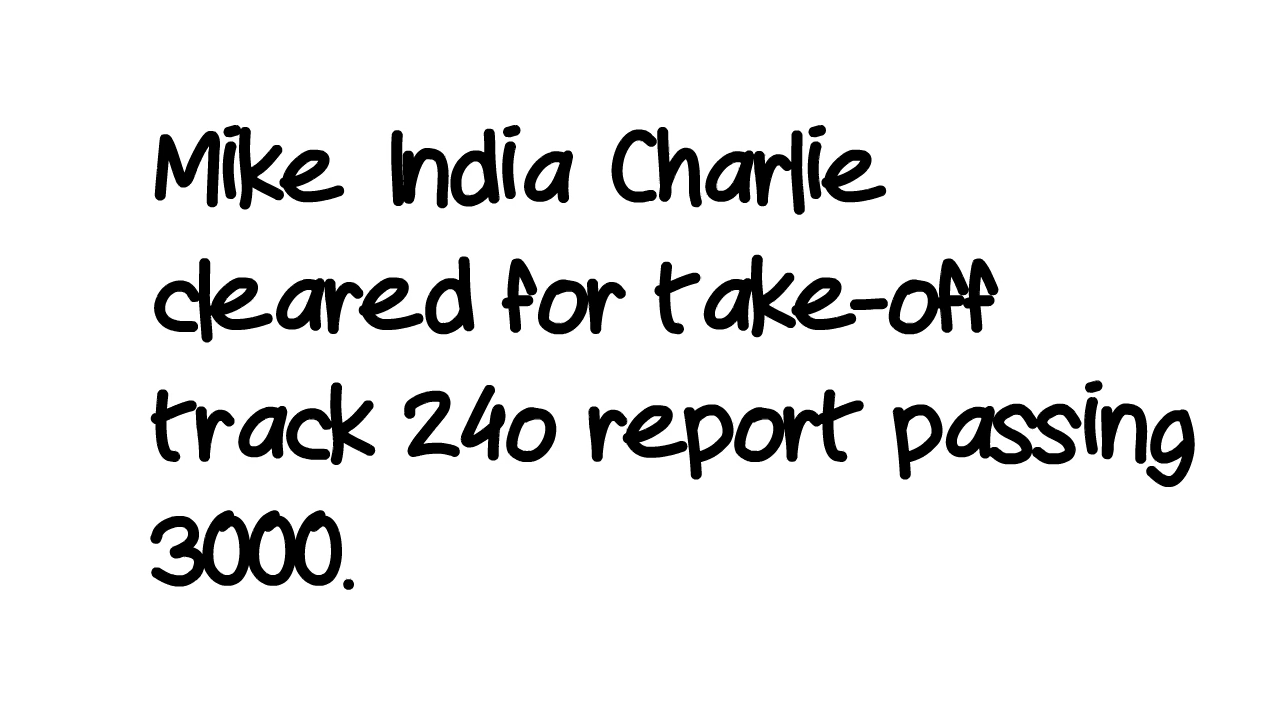 Mike India Charlie
cleared for take-off
track 240 report passing
3000.